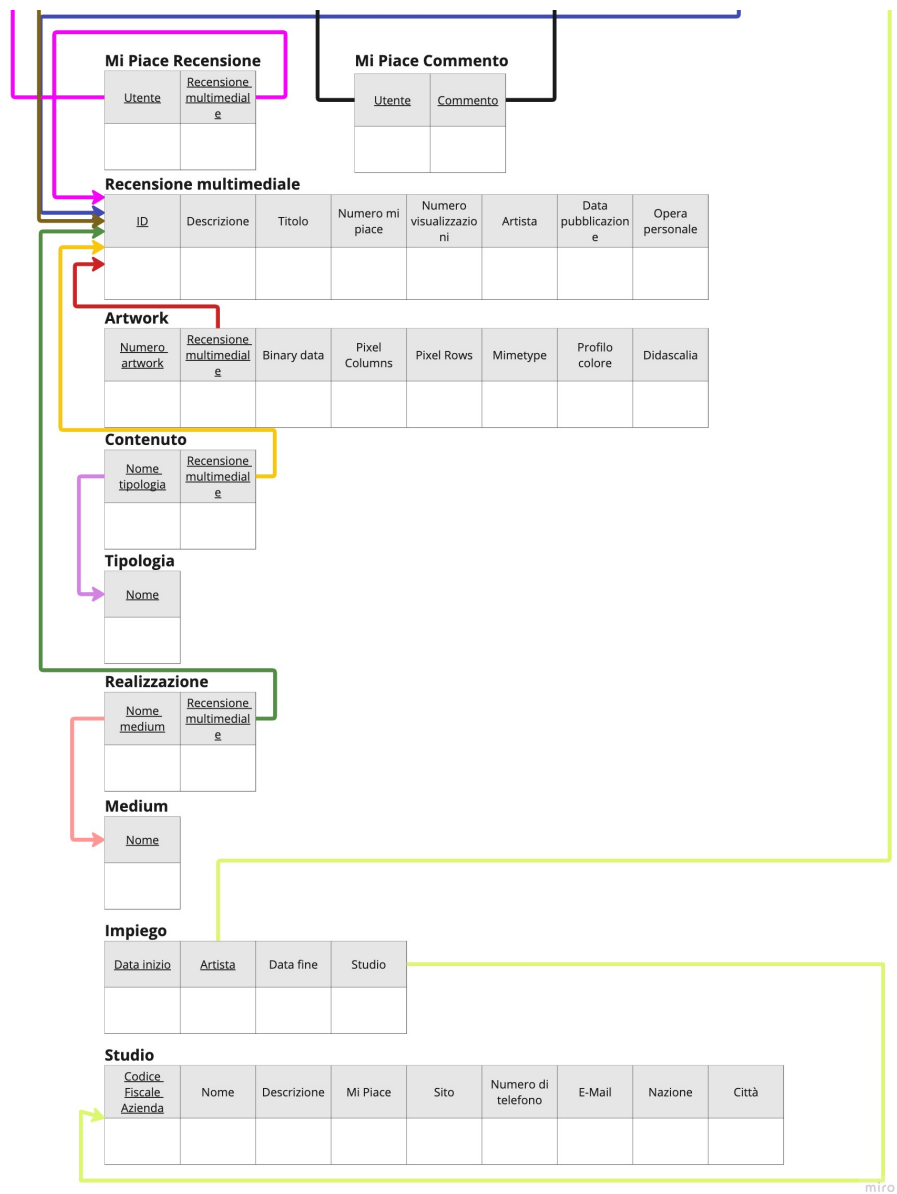 Mi Piace Recensione
Mi Piace Commento
Utente
Recensione
multimedial
e
Utente
Commento
Recensione multimediale
ID
Descrizione
Titolo
Numero mi
piace
Numero
visualizzazio
ni
Artista
Data
pubblicazion
e
Opera
personale
Artwork
Numero
artwork
Recensione
multimedial
e
Binary data
Pixel
Columns
Pixel Rows
Mimetype
Profilo
colore
Didascalia
Contenuto
Nome
tipologia
Recensione
multimedial
e
Tipologia
Nome
Realizzazione
Nome
medium
Recensione
multimedial
e
Medium
Nome
Impiego
Data inizio
Artista
Data fine
Studio
Studio
Codice
Fiscale
Azienda
Nome
Descrizione
Mi Piace
Sito
Numero di
telefono
E-Mail
Nazione
Città
miro